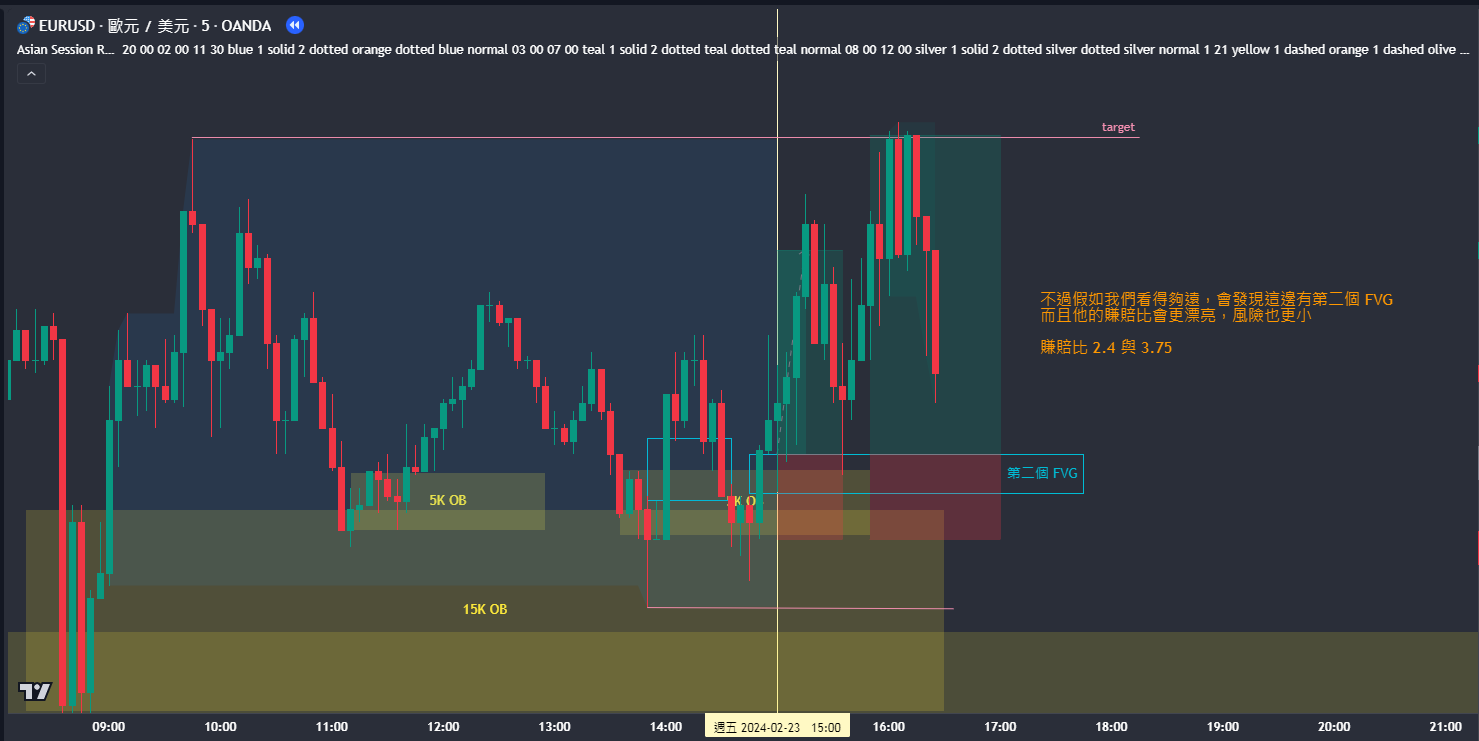 EURUSD · 歐元 / 美元 · 5 · OANDA
Asian Session R... 20 00 02 00 11 30 blue 1 solid 2 dotted orange dotted blue normal 03 00 07 00 teal 1 solid 2 dotted teal dotted teal normal 08 00 12 00 silver 1 solid 2 dotted silver dotted silver normal 1 21 yellow 1 dashed orange 1 dashed olive ...
target
不過假如我們看得夠遠，會發現這邊有第二個 FVG
而且他的賺賠比會更漂亮，風險也更小
賺賠比 2.4 與 3.75
第二個 FVG
5K OB
15K OB
09:00 10:00 11:00 12:00 13:00 14:00 週五 2024-02-23 15:00 16:00 17:00 18:00 19:00 20:00 21:00